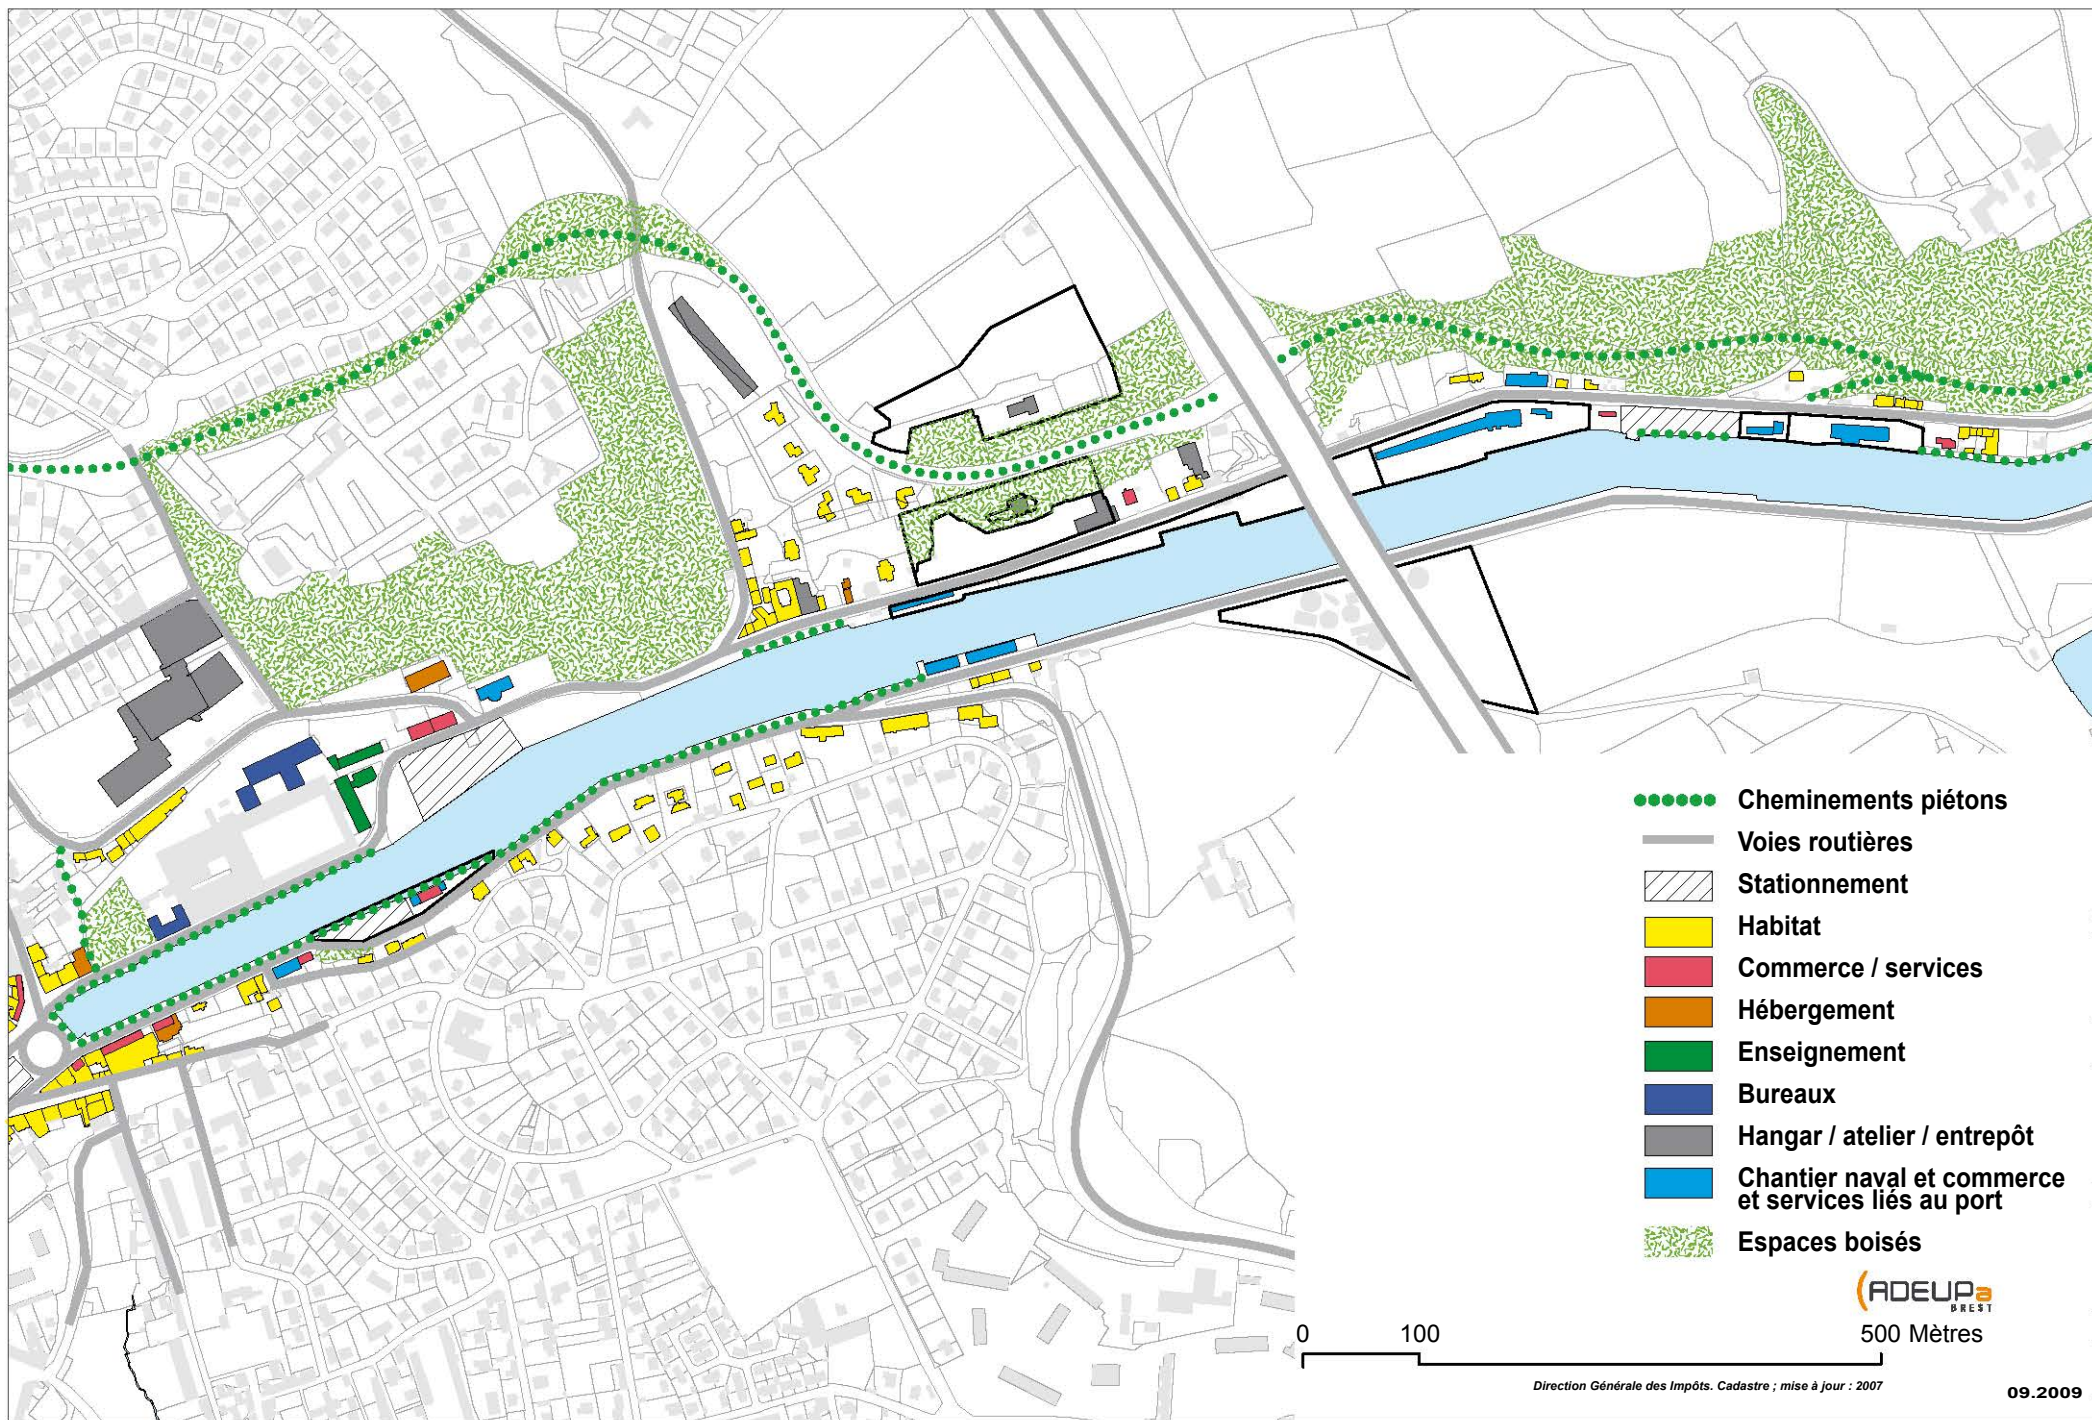 Cheminements piétons
Voies routières
Stationnement
Habitat
Commerce / services
Hébergement
Enseignement
Bureaux
Hangar / atelier / entrepôt
Chantier naval et commerce
et services liés au port
Espaces boisés
ADEUPa
BREST
0 100 500 Mètres
Direction Générale des Impôts. Cadastre ; mise à jour : 2007
09.2009